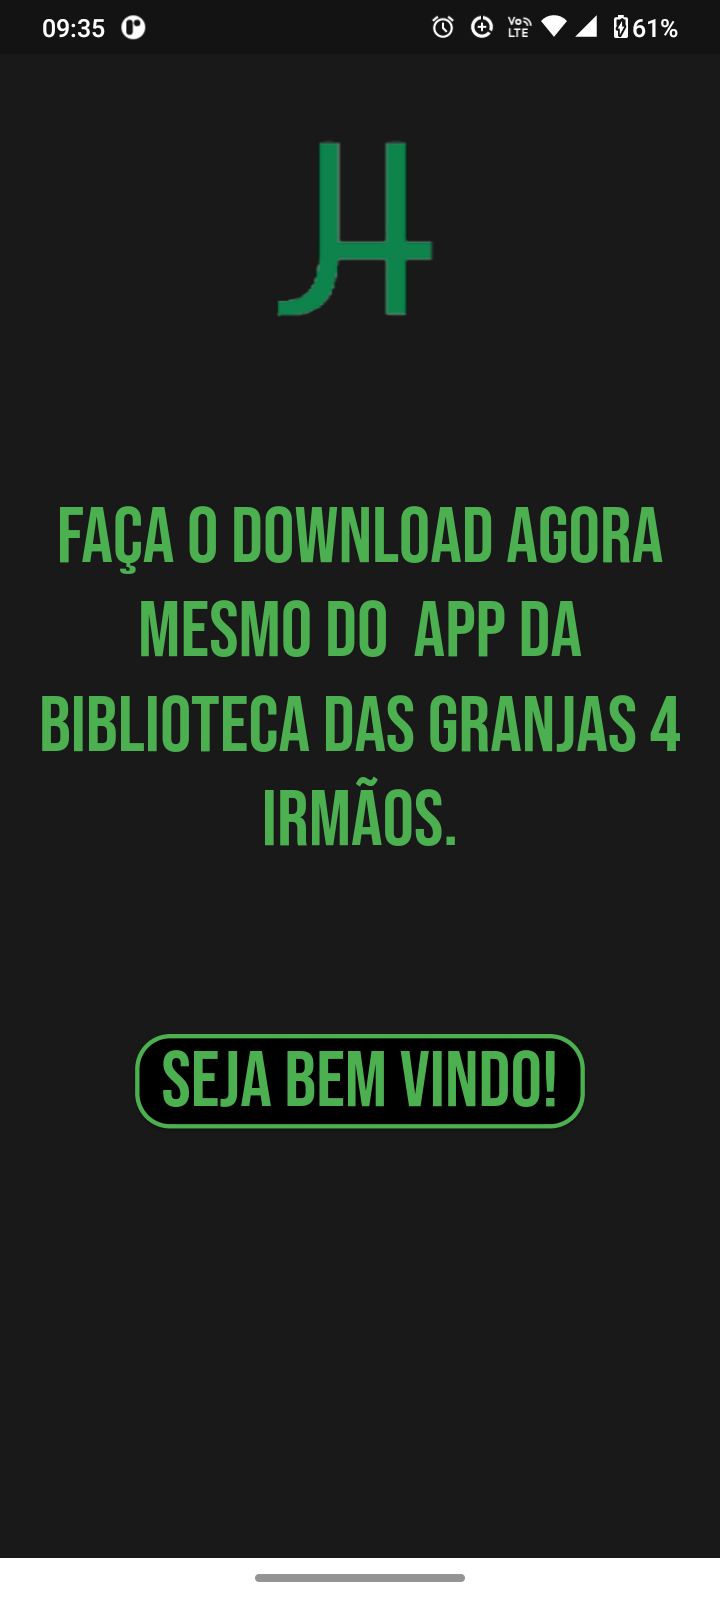 09:35
Vo LTE 61%
JH
FAÇA O DOWNLOAD AGORA
MESMO DO  APP DA
BIBLIOTECA DAS GRANJAS 4
IRMÃOS.
SEJA BEM VINDO!